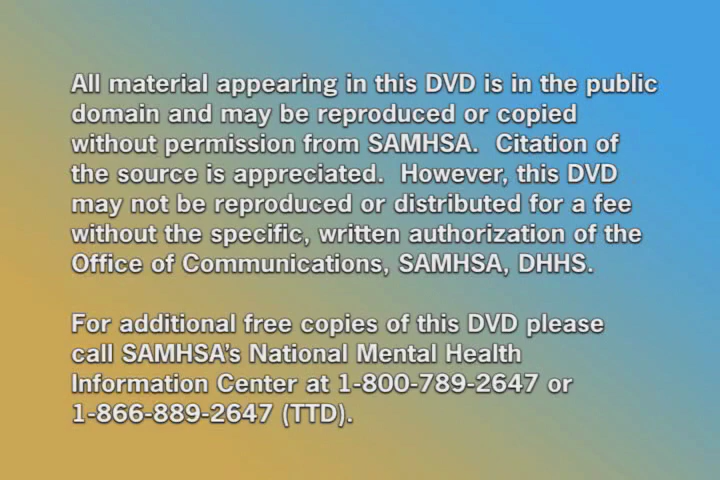 All material appearing in this DVD is in the public
domain and may be reproduced or copied
without permission from SAMHSA.  Citation of
the source is appreciated.  However, this DVD
may not be reproduced or distributed for a fee
without the specific, written authorization of the
Office of Communications, SAMHSA, DHHS.

For additional free copies of this DVD please
call SAMHSA's National Mental Health
Information Center at 1-800-789-2647 or
1-866-889-2647 (TTD).